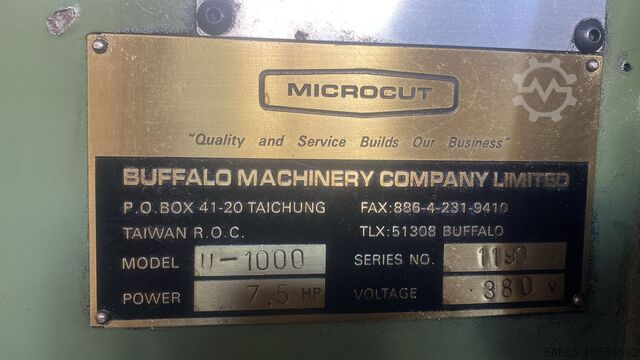 MICROCUT
"Quality and Service Builds Our Business"
BUFFALO MACHINERY COMPANY LIMITED
P.O. BOX 41-20 TAICHUNG FAX:886-4-231-9410
TAIWAN R.O.C. TLX:51308 BUFFALO
MODEL U-1000 SERIES NO.
POWER 7.5 HP VOLTAGE 380 V